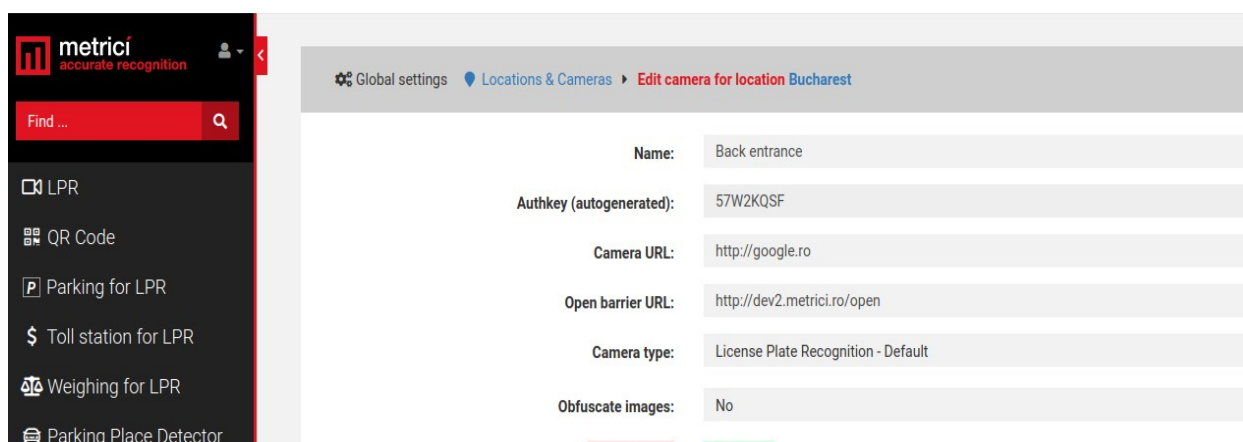 metrici
accurate recognition
Find ...
LPR
QR Code
P Parking for LPR
$ Toll station for LPR
Weighing for LPR
Parking Place Detector
Global settings Locations & Cameras Edit camera for location Bucharest
Name: Back entrance
Authkey (autogenerated): 57W2KQSF
Camera URL: http://google.ro
Open barrier URL: http://dev2.metrici.ro/open
Camera type: License Plate Recognition - Default
Obfuscate images: No